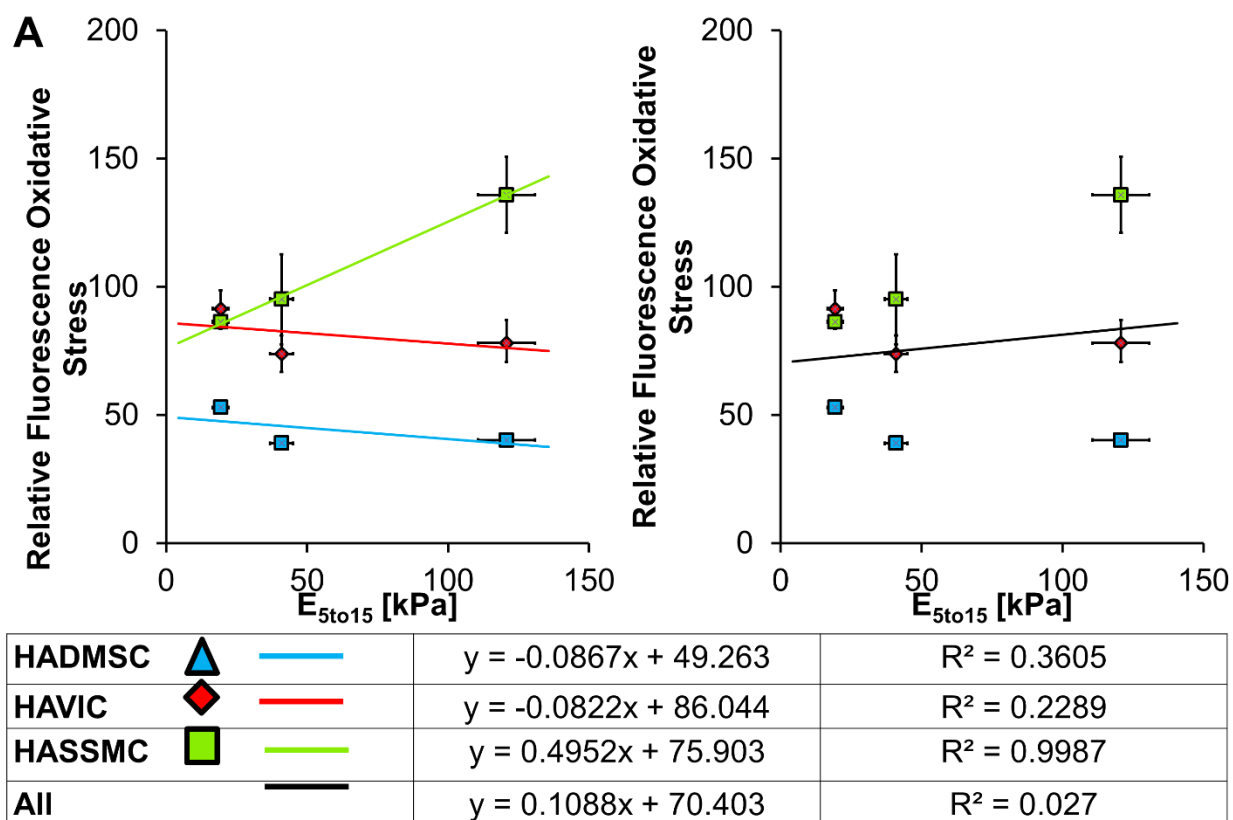 A
200
150
100
50
0
0 50 100 150
Relative Fluorescence Oxidative
Stress
E5to15 [kPa]
200
150
100
50
0
0 50 100 150
Relative Fluorescence Oxidative
Stress
E5to15 [kPa]
HADMSC y = -0.0867x + 49.263 R² = 0.3605
HAVIC y = -0.0822x + 86.044 R² = 0.2289
HASSMC y = 0.4952x + 75.903 R² = 0.9987
All y = 0.1088x + 70.403 R² = 0.027